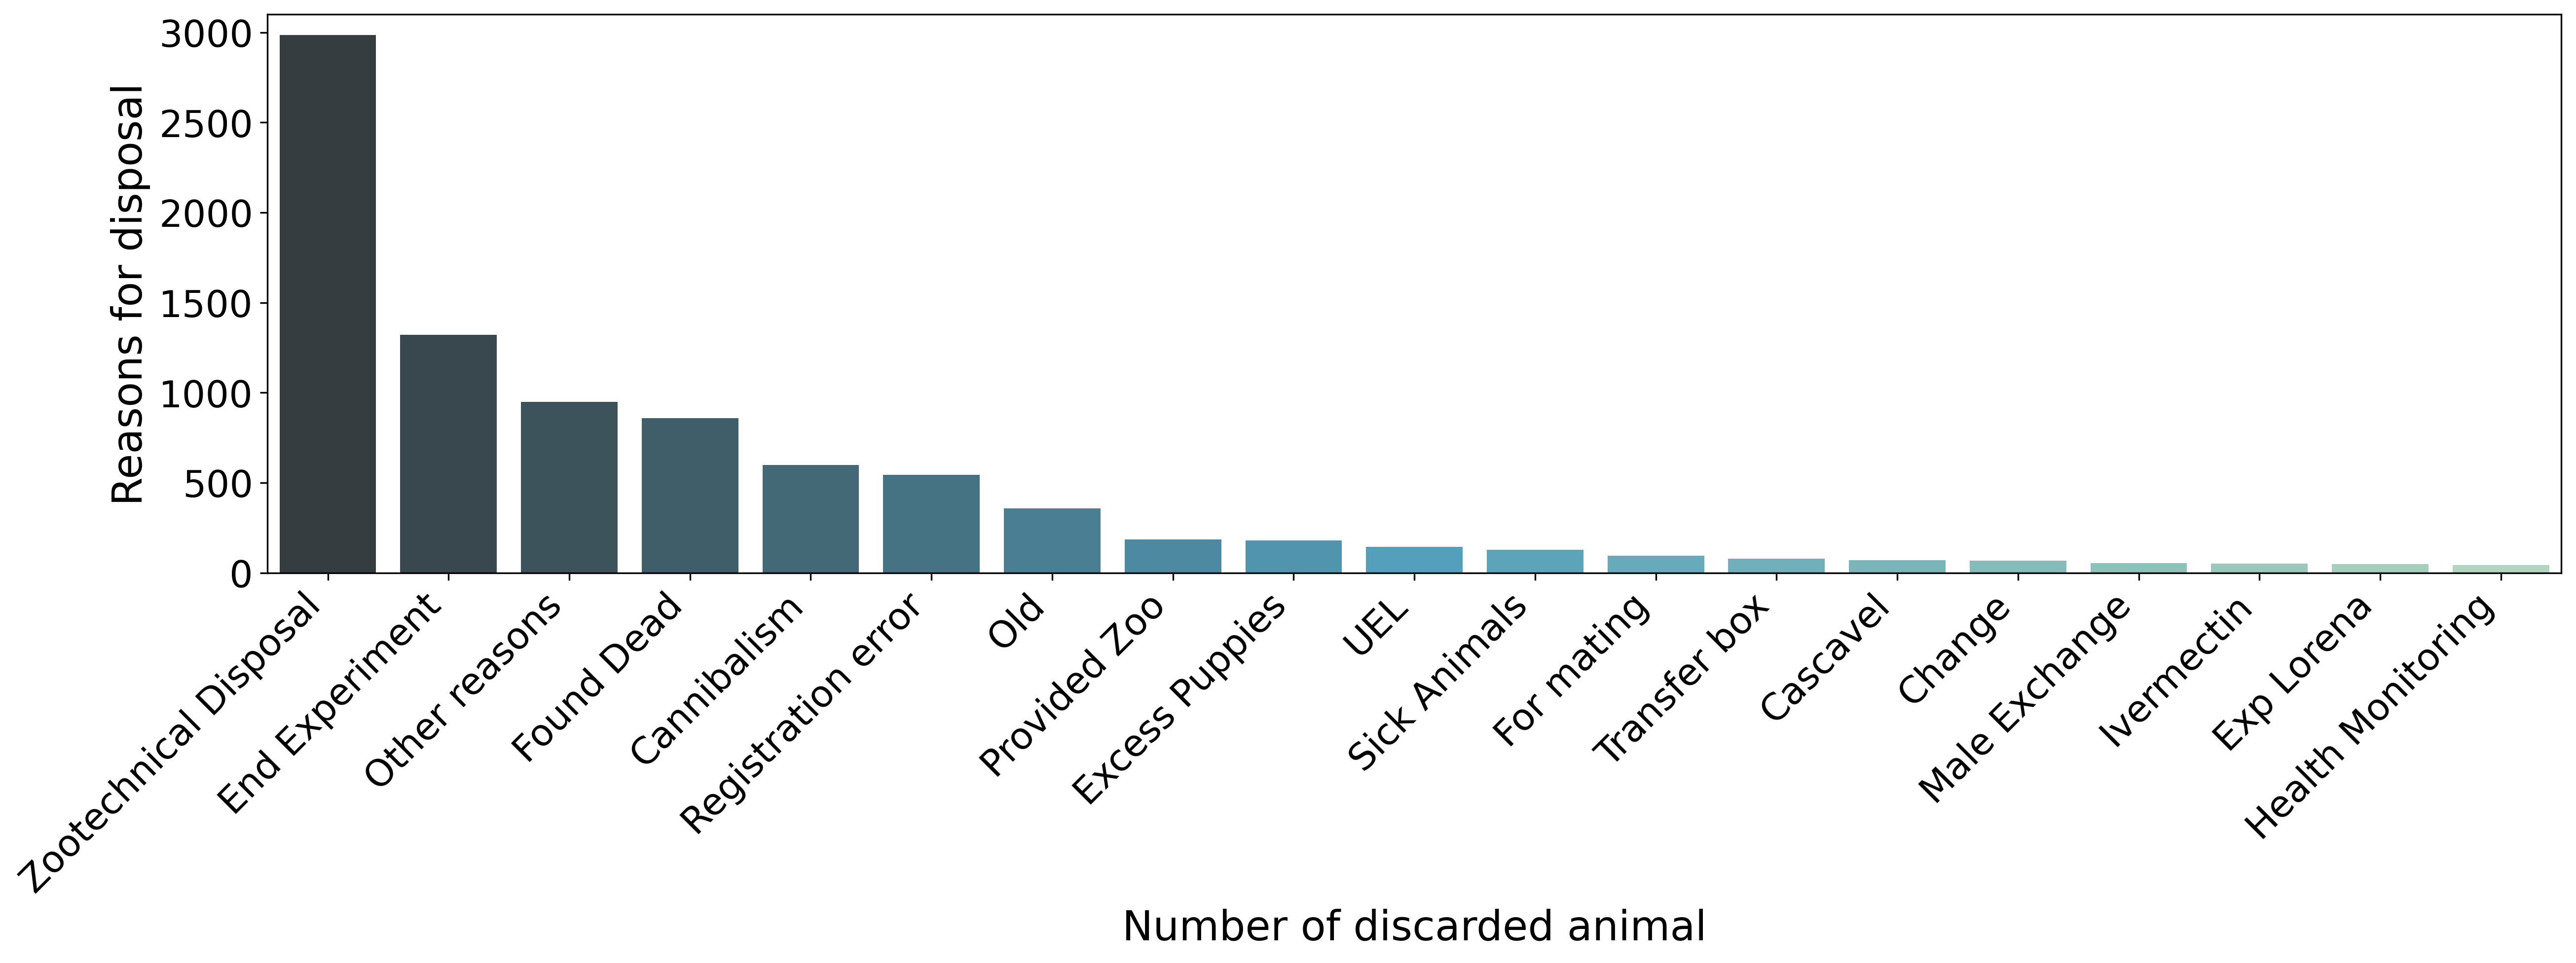 Reasons for disposal
3000
2500
2000
1500
1000
500
0
Zootechnical Disposal
End Experiment
Other reasons
Found Dead
Cannibalism
Registration error
Old
Provided Zoo
Excess Puppies
UEL
Sick Animals
For mating
Transfer box
Cascavel
Change
Male Exchange
Ivermectin
Exp Lorena
Health Monitoring
Number of discarded animal